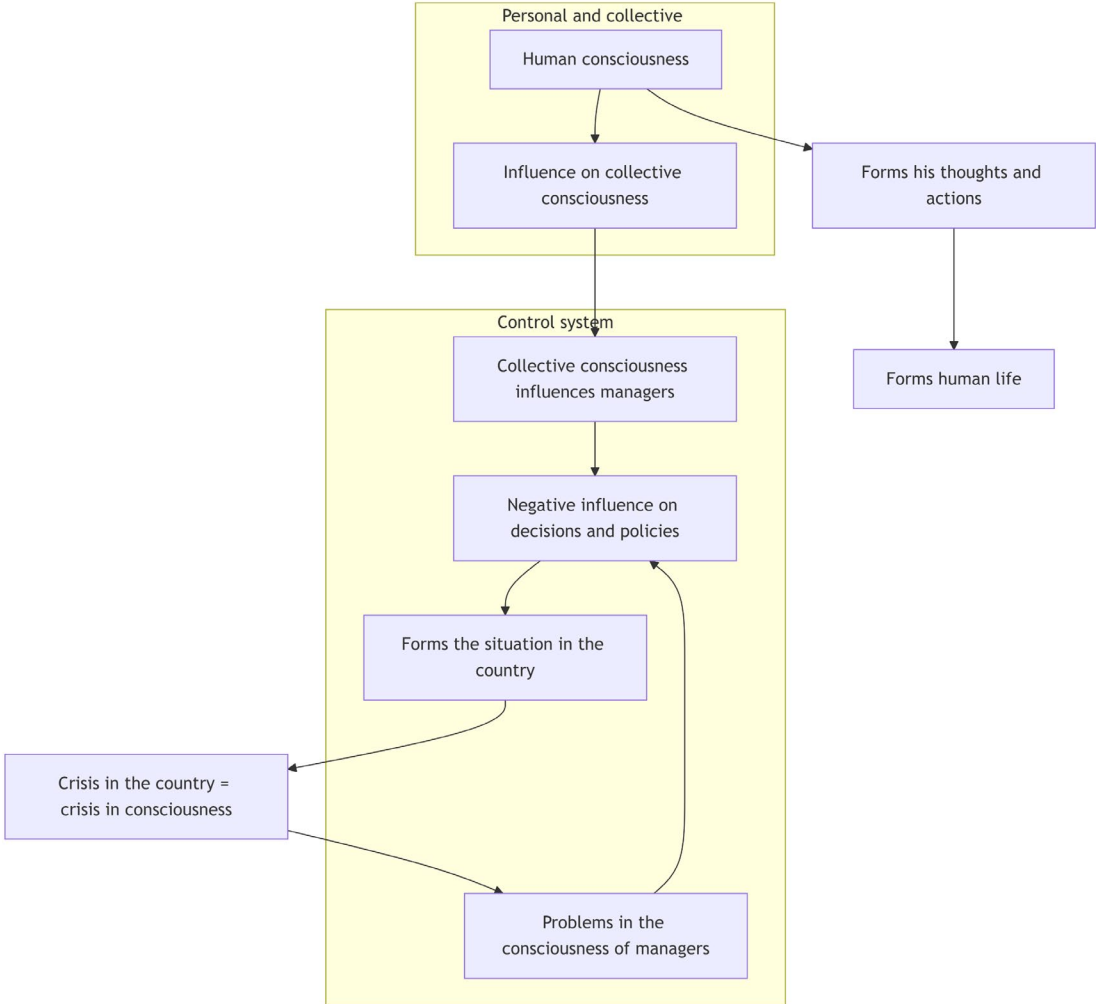 Personal and collective
Human consciousness
Influence on collective
consciousness
Forms his thoughts and
actions
Control system
Collective consciousness
influences managers
Forms human life
Negative influence on
decisions and policies
Forms the situation in the
country
Crisis in the country =
crisis in consciousness
Problems in the
consciousness of managers